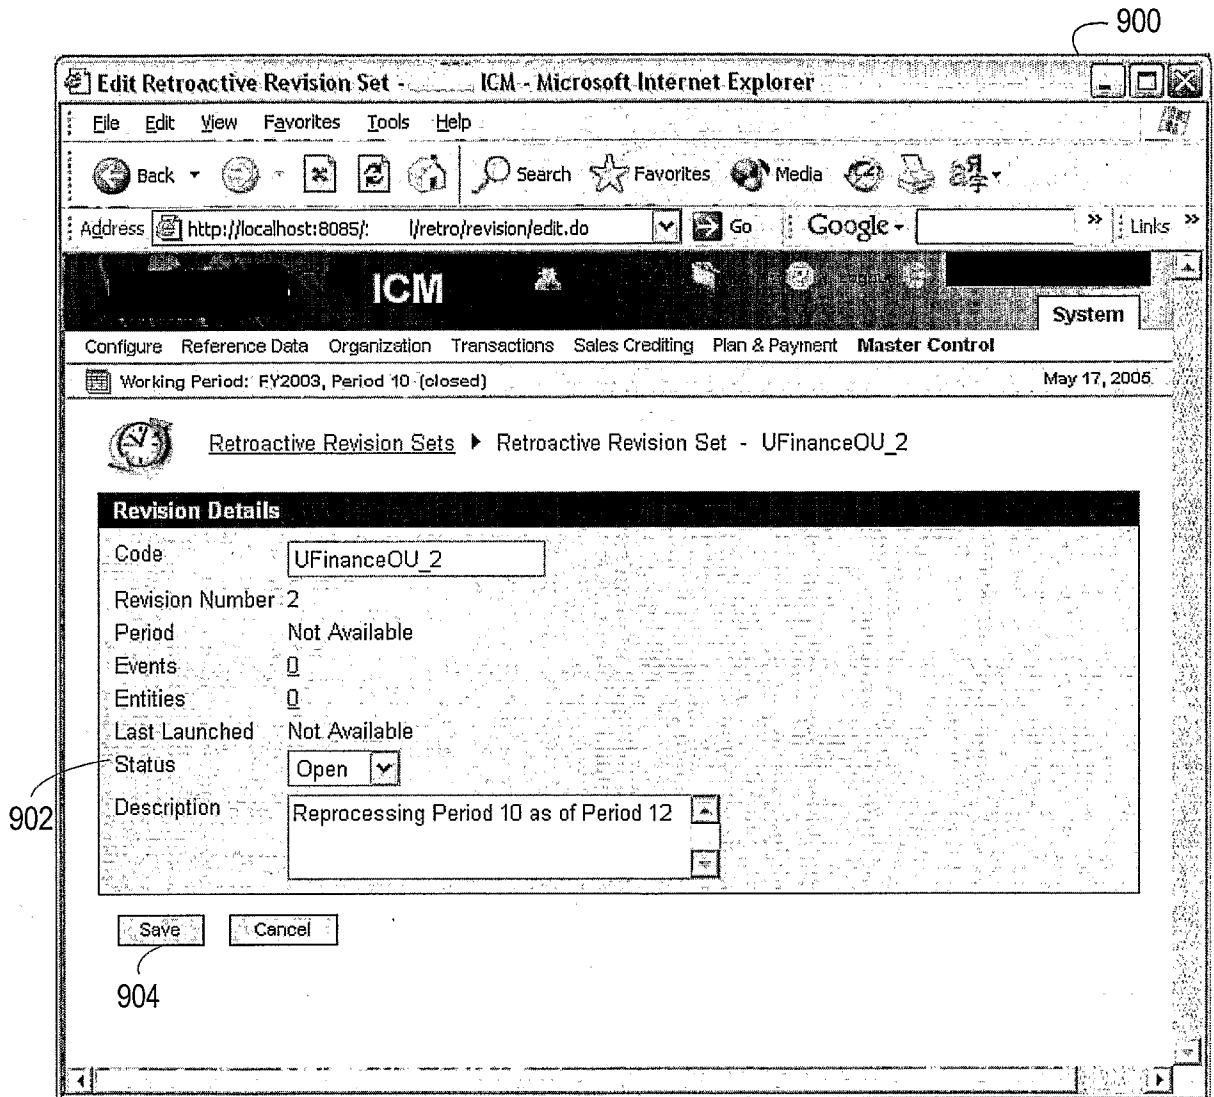 900
Edit Retroactive Revision Set - ICM - Microsoft Internet Explorer
File Edit View Favorites Tools Help
Back Search Favorites Media
Address http://localhost:8085/: l/retro/revision/edit.do Go Google Links
ICM
System
Configure Reference Data Organization Transactions Sales Crediting Plan & Payment Master Control
Working Period: FY2003, Period 10 (closed) May 17, 2005
Retroactive Revision Sets Retroactive Revision Set - UFinanceOU_2
Revision Details
Code UFinanceOU_2
Revision Number 2
Period Not Available
Events 0
Entities 0
Last Launched Not Available
Status Open
902
Description Reprocessing Period 10 as of Period 12
Save Cancel
904